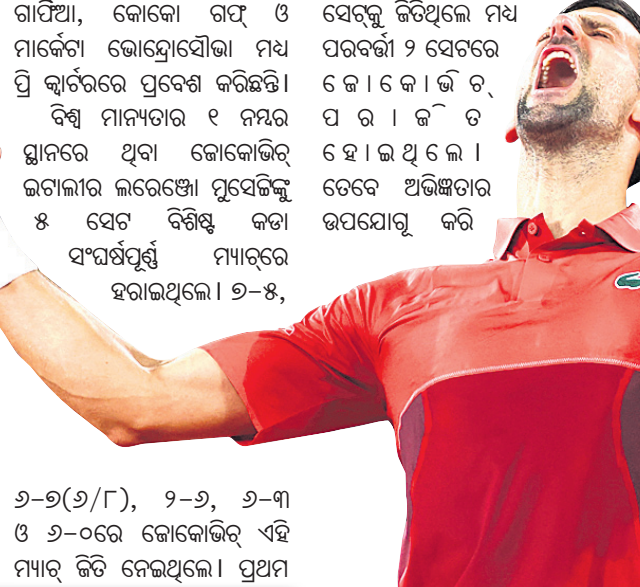 ଗାର୍ସିଆ, କୋକୋ ଗଫ୍ ଓ
ମାର୍କେଟା ଭୋନ୍ଦ୍ରୋସୌଭା ମଧ୍ୟ
ପ୍ରି କ୍ୱାର୍ଟରରେ ପ୍ରବେଶ କରିଛନ୍ତି।
ବିଶ୍ୱ ମାନ୍ୟତାର ୧ ନମ୍ବର
ସ୍ଥାନରେ ଥିବା ଜୋକୋଭିଚ୍
ଇଟାଲୀର ଲରେଞ୍ଜୋ ମୁସେଟ୍ଟିଙ୍କୁ
୫ ସେଟ ବିଶିଷ୍ଟ କଡା
ସଂଘର୍ଷପୂର୍ଣ୍ଣ ମ୍ୟାଚ୍‌ରେ
ହରାଇଥିଲେ। ୭-୫,
୬-୭(୬/୮), ୨-୬, ୬-୩
ଓ ୬-୦ରେ ଜୋକୋଭିଚ୍ ଏହି
ମ୍ୟାଚ୍ ଜିତି ନେଇଥିଲେ। ପ୍ରଥମ
ସେଟ୍‌କୁ ଜିତିଥିଲେ ମଧ୍ୟ
ପରବର୍ତ୍ତୀ ୨ ସେଟରେ
ଜୋକୋଭିଚ୍
ପରାଜିତ
ହୋଇଥିଲେ।
ତେବେ ଅଭିଜ୍ଞତାର
ଉପଯୋଗୂ କରି